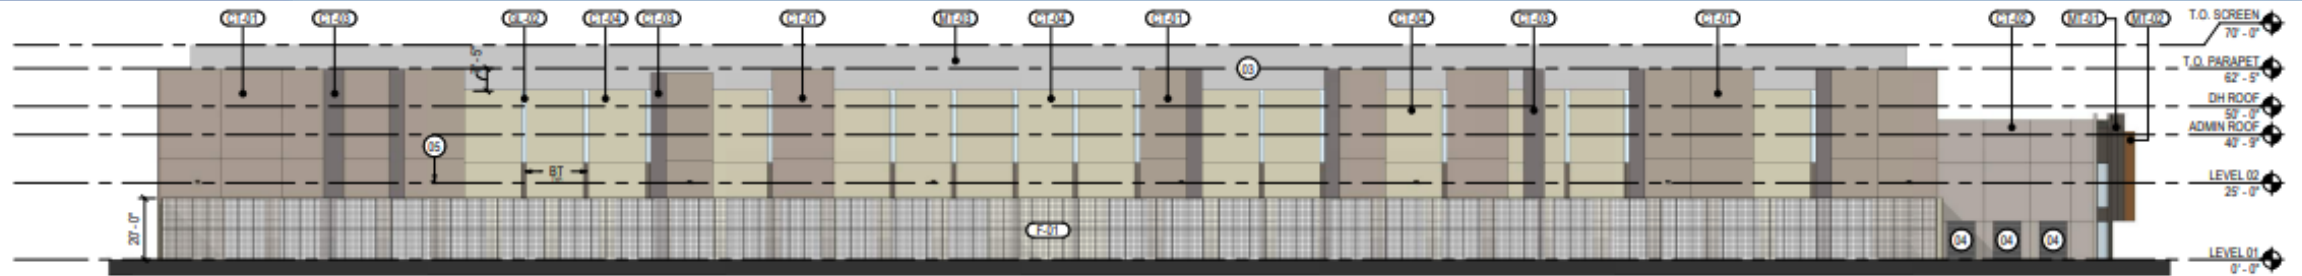 CT-01
CT-03
GL-02
CT-04
CT-03
CT-01
MT-03
CT-04
CT-01
CT-04
CT-03
CT-01
CT-02
MT-01
MT-02
T.O. SCREEN
70' - 0"
03
T.O. PARAPET
62' - 5"
DH ROOF
50' - 0"
ADMIN ROOF
40' - 9"
05
BT
LEVEL 02
25' - 0"
20' - 0"
F-01
04
04
04
LEVEL 01
0' - 0"